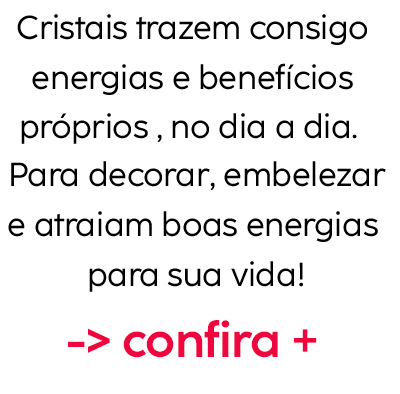 Cristais trazem consigo
energias e benefícios
próprios , no dia a dia.
Para decorar, embelezar
e atraiam boas energias
para sua vida!
-> confira +